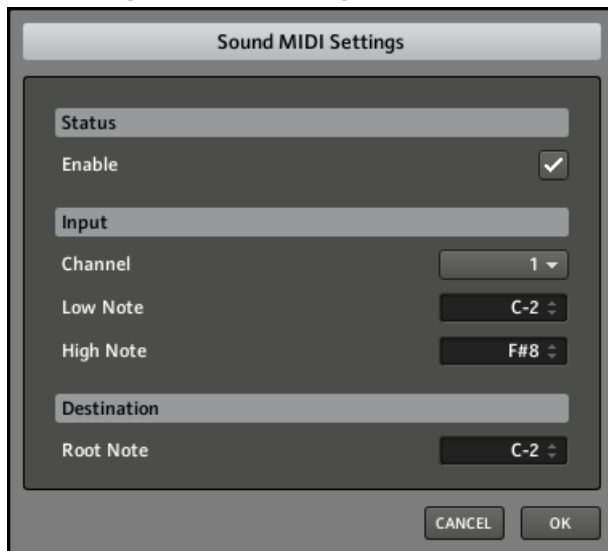 Sound MIDI Settings
Status
Enable
Input
Channel 1
Low Note C-2
High Note F#8
Destination
Root Note C-2
CANCEL OK